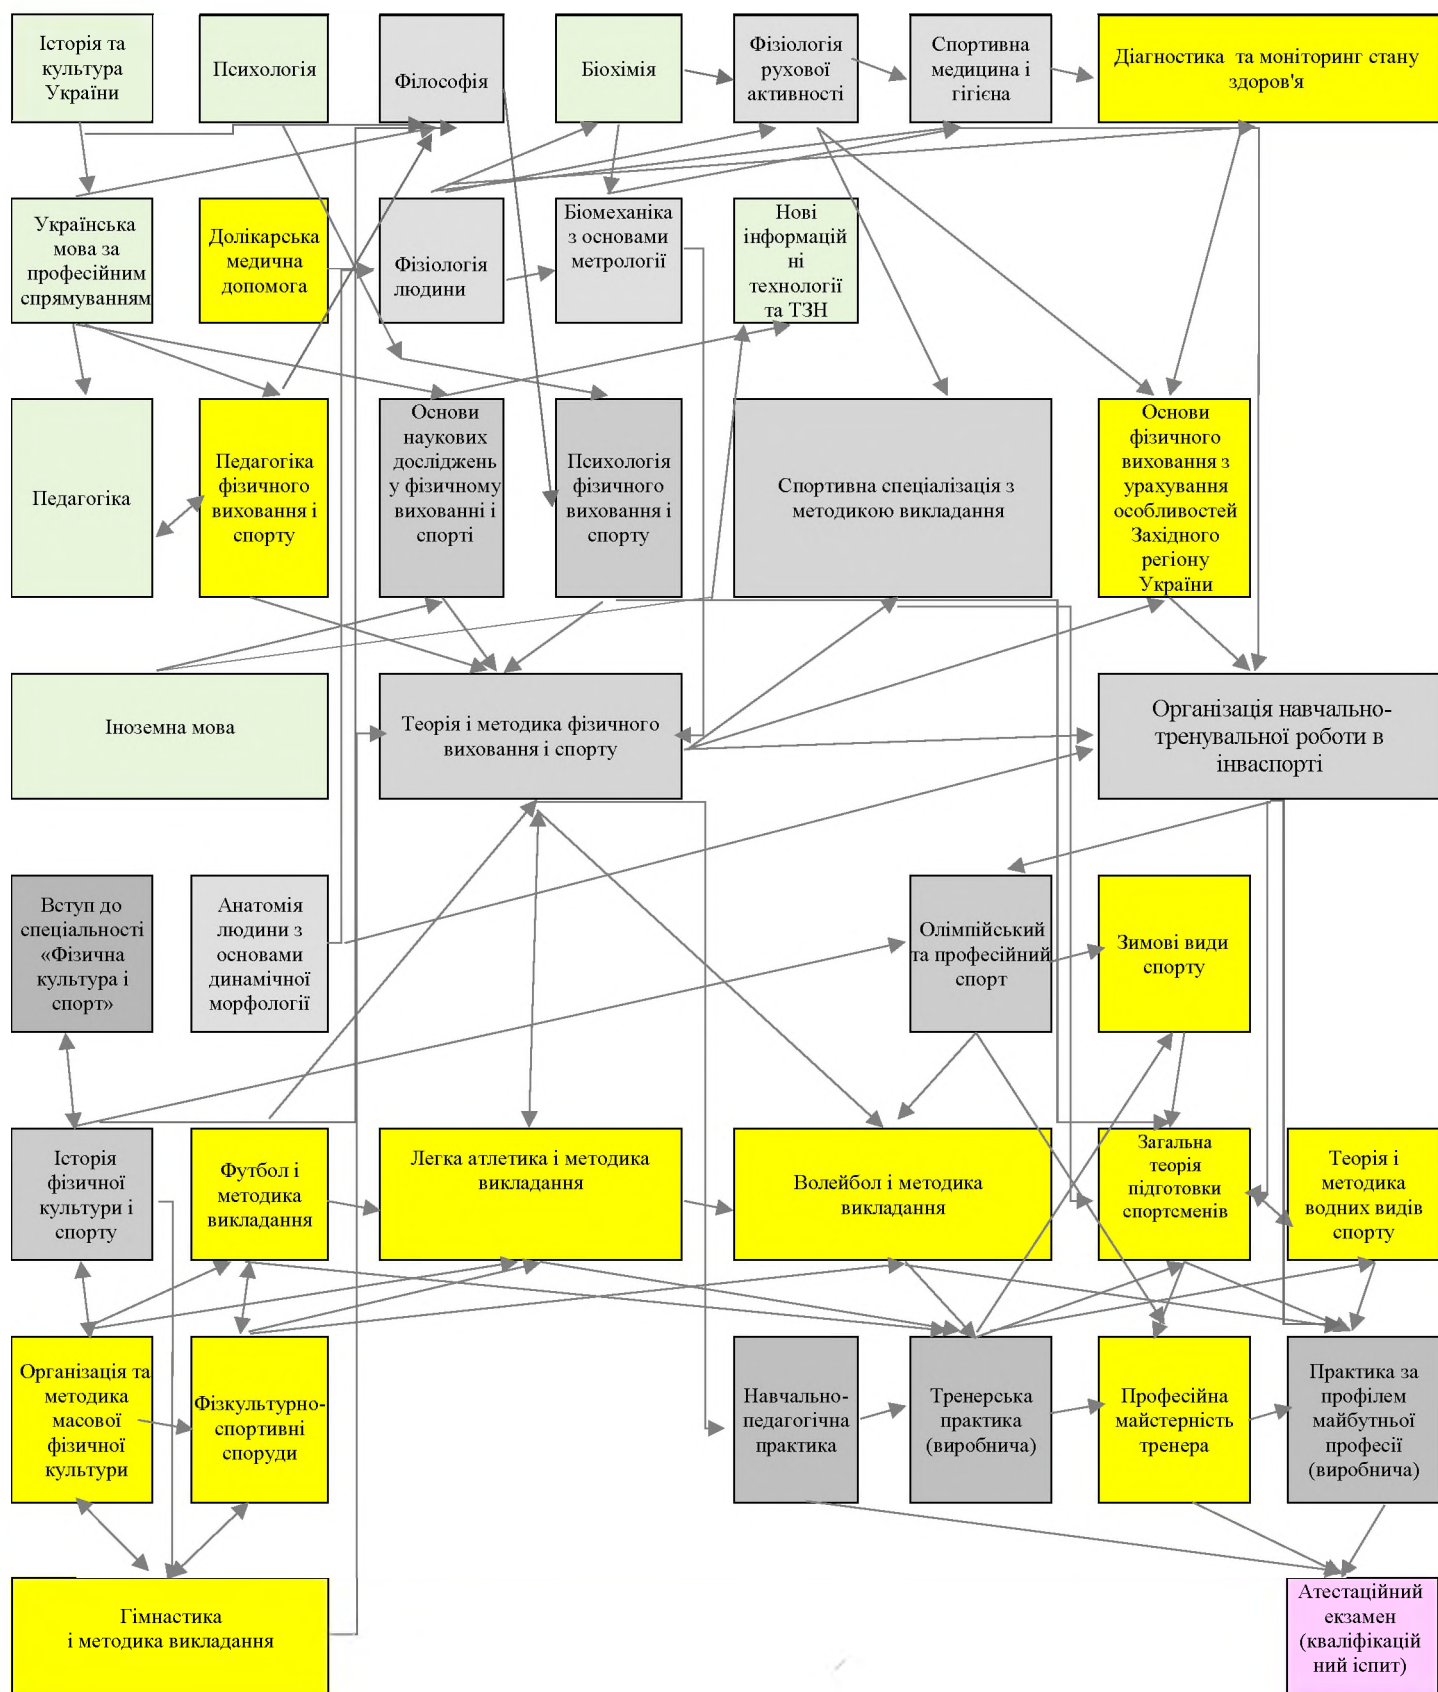 Історія та
культура
України
Психологія
Філософія
Біохімія
Фізіологія
рухової
активності
Спортивна
медицина і
гігієна
Діагностика та моніторинг стану
здоров'я
Українська
мова за
професійним
спрямуванням
Долікарська
медична
допомога
Фізіологія
людини
Біомеханіка
з основами
метрології
Нові
інформацій
ні
технології
та ТЗН
Педагогіка
Педагогіка
фізичного
виховання і
спорту
Основи
наукових
досліджень
у фізичному
вихованні і
спорті
Психологія
фізичного
виховання і
спорту
Спортивна спеціалізація з
методикою викладання
Основи
фізичного
виховання з
урахування
особливостей
Західного
регіону
України
Іноземна мова
Теорія і методика фізичного
виховання і спорту
Організація навчально-
тренувальної роботи в
інваспорті
Вступ до
спеціальності
«Фізична
культура і
спорт»
Анатомія
людини з
основами
динамічної
морфології
Олімпійський
та професійний
спорт
Зимові види
спорту
Історія
фізичної
культури і
спорту
Футбол і
методика
викладання
Легка атлетика і методика
викладання
Волейбол і методика
викладання
Загальна
теорія
підготовки
спортсменів
Теорія і
методика
водних видів
спорту
Організація та
методика
масової
фізичної
культури
Фізкультурно-
спортивні
споруди
Навчально-
педагогічна
практика
Тренерська
практика
(виробнича)
Професійна
майстерність
тренера
Практика за
профілем
майбутньої
професії
(виробнича)
Гімнастика
і методика викладання
Атестаційний
екзамен
(кваліфікацій
ний іспит)